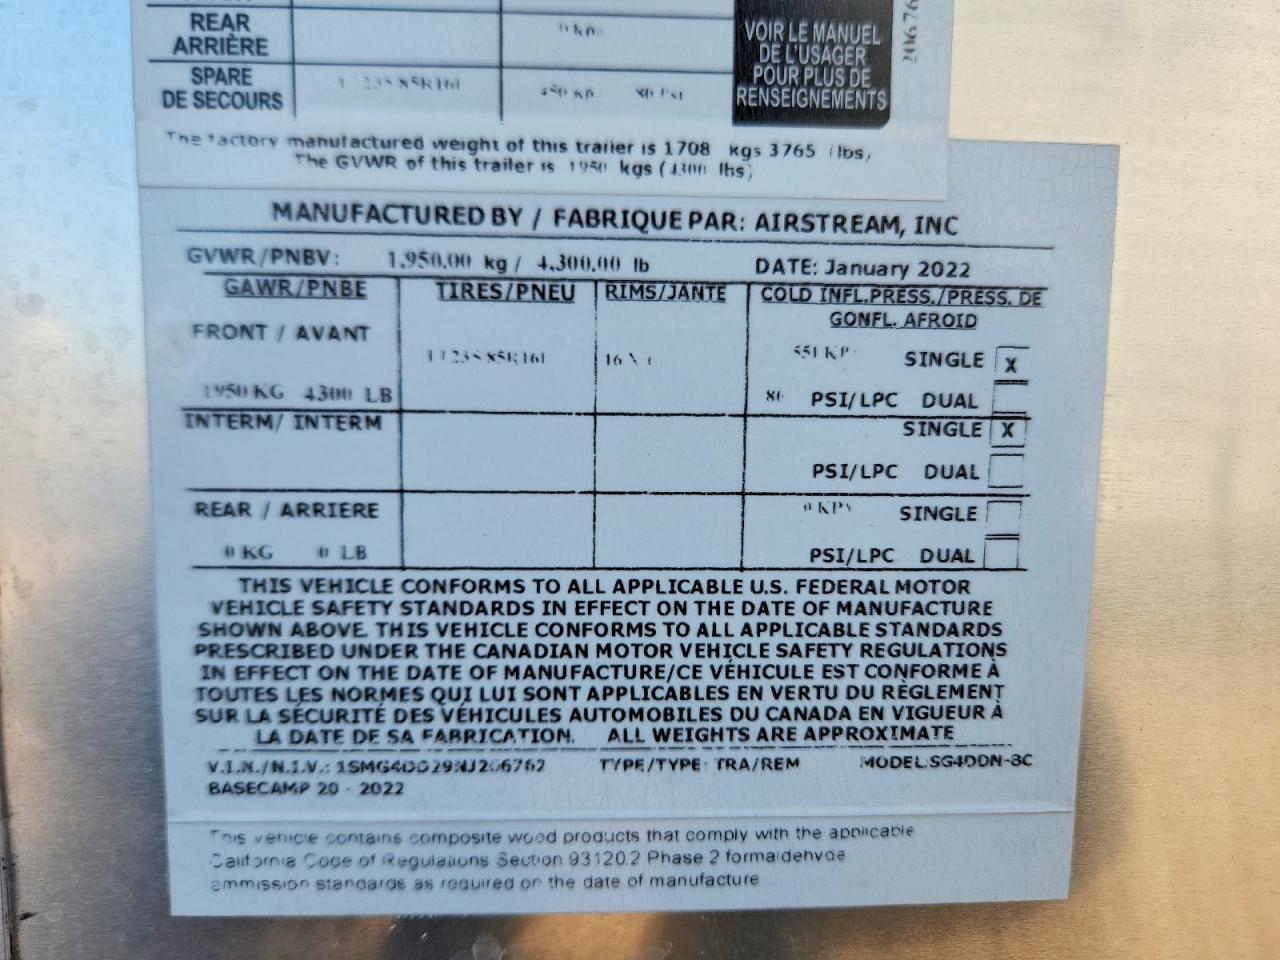 REAR
ARRIÈRE
SPARE
DE SECOURS
80 Psi
VOIR LE MANUEL
DE L'USAGER
POUR PLUS DE
RENSEIGNEMENTS
The factory manufactured weight of this trailer is 1708 Kgs 3765 (lbs,
The GVWR of this trailer is 1950 kgs (4300 lbs)
MANUFACTURED BY / FABRIQUE PAR: AIRSTREAM, INC
GVWR/PNBV: 1,950.00 kg / 4,300.00 lb DATE: January 2022
GAWR/PNBE TIRES/PNEU RIMS/JANTE COLD INFL.PRESS./PRESS. DE
GONFL. AFROID
FRONT / AVANT
16 SINGLE X
1950 KG 4300 LB PSI/LPC DUAL
INTERM/ INTERM SINGLE X
PSI/LPC DUAL
REAR / ARRIERE 0 KP SINGLE
0 KG 0 LB PSI/LPC DUAL
THIS VEHICLE CONFORMS TO ALL APPLICABLE U.S. FEDERAL MOTOR
VEHICLE SAFETY STANDARDS IN EFFECT ON THE DATE OF MANUFACTURE
SHOWN ABOVE. THIS VEHICLE CONFORMS TO ALL APPLICABLE STANDARDS
PRESCRIBED UNDER THE CANADIAN MOTOR VEHICLE SAFETY REGULATIONS
IN EFFECT ON THE DATE OF MANUFACTURE/CE VÉHICULE EST CONFORME À
TOUTES LES NORMES QUI LUI SONT APPLICABLES EN VERTU DU RÈGLEMENT
SUR LA SÉCURITÉ DES VÉHICULES AUTOMOBILES DU CANADA EN VIGUEUR À
LA DATE DE SA FABRICATION. ALL WEIGHTS ARE APPROXIMATE
V.I.N./N.I.V.: TYPE/TYPE: TRA/REM MODEL:
BASECAMP 20 - 2022
This vehicle contains composite wood products that comply with the applicable
California Code of Regulations Section 93120.2 Phase 2 formaldehyde
emmission standards as required on the date of manufacture